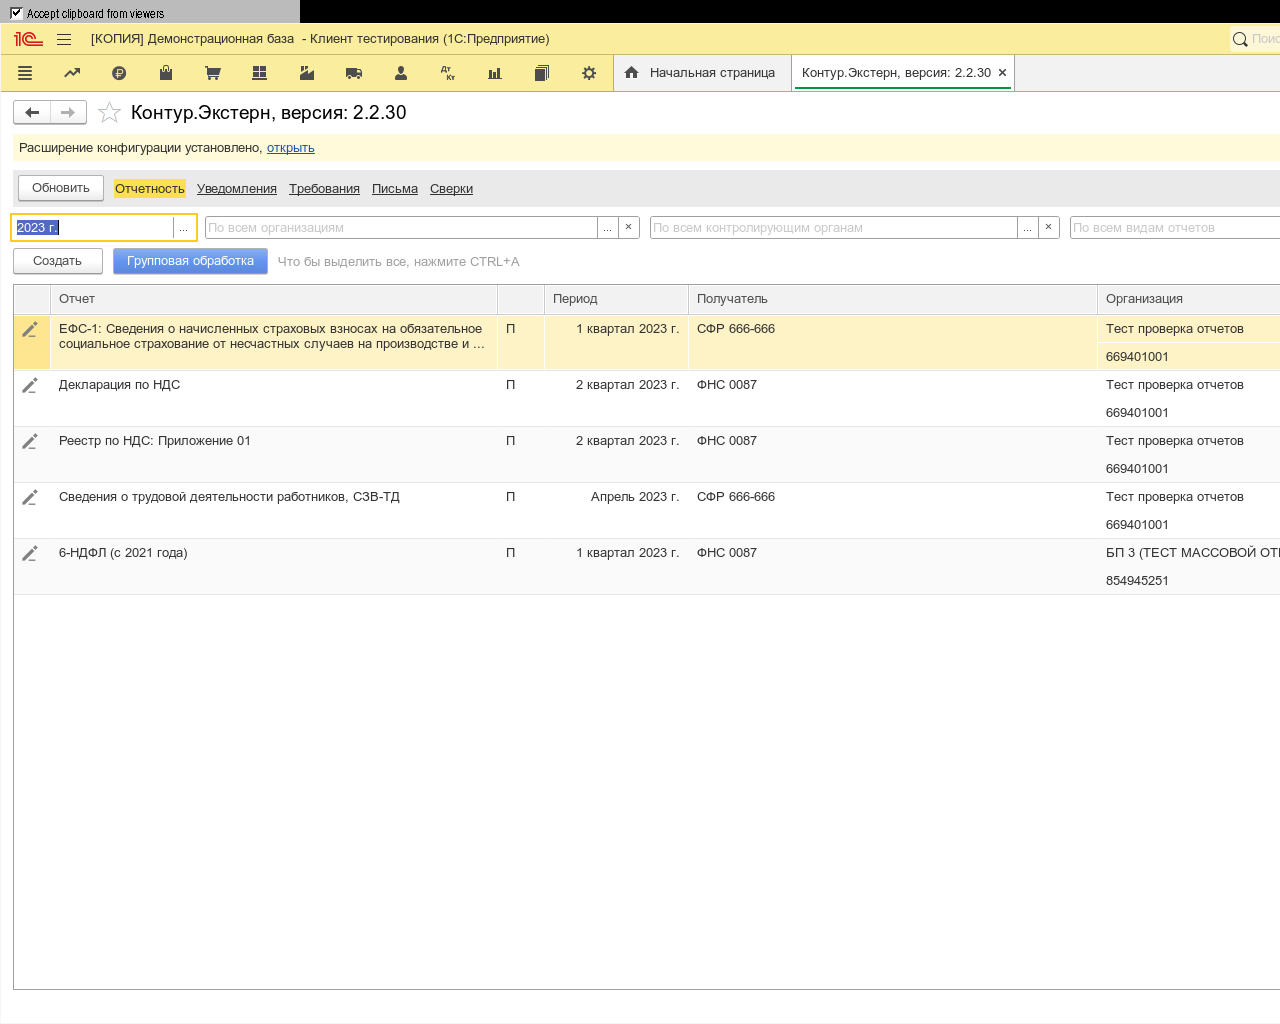 Accept clipboard from viewers
1С [КОПИЯ] Демонстрационная база - Клиент тестирования (1С:Предприятие)
Дт Кт Начальная страница Контур.Экстерн, версия: 2.2.30 ×
Контур.Экстерн, версия: 2.2.30
Расширение конфигурации установлено, открыть
Обновить Отчетность Уведомления Требования Письма Сверки
2023 г. ... По всем организациям ... × По всем контролирующим органам ... × По всем видам отчетов
Создать Групповая обработка Что бы выделить все, нажмите CTRL+A
Отчет Период Получатель Организация
ЕФС-1: Сведения о начисленных страховых взносах на обязательное П 1 квартал 2023 г. СФР 666-666 Тест проверка отчетов
социальное страхование от несчастных случаев на производстве и ...
669401001
Декларация по НДС П 2 квартал 2023 г. ФНС 0087 Тест проверка отчетов
669401001
Реестр по НДС: Приложение 01 П 2 квартал 2023 г. ФНС 0087 Тест проверка отчетов
669401001
Сведения о трудовой деятельности работников, СЗВ-ТД П Апрель 2023 г. СФР 666-666 Тест проверка отчетов
669401001
6-НДФЛ (с 2021 года) П 1 квартал 2023 г. ФНС 0087 БП 3 (ТЕСТ МАССОВОЙ
854945251